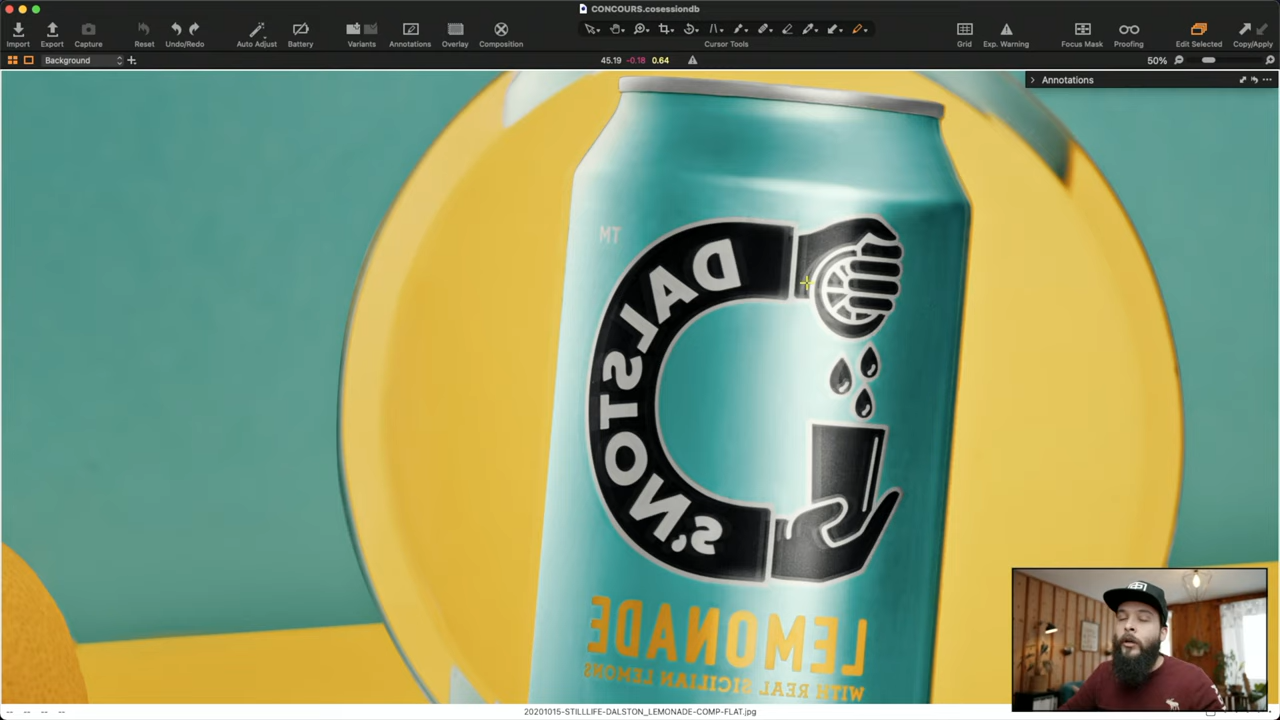 CONCOURS.cosessiondb
Import
Export
Capture
Reset
Undo/Redo
Auto Adjust
Battery
Variants
Annotations
Overlay
Composition
Cursor Tools
Grid
Exp. Warning
Focus Mask
Proofing
Edit Selected
Copy/Apply
Background
45.19 -0.18 0.64
50%
Annotations
TM
DALSTON'S
LEMONADE
WITH REAL SICILIAN LEMONS
20201015-STILLLIFE-DALSTON_LEMONADE-COMP-FLAT.jpg